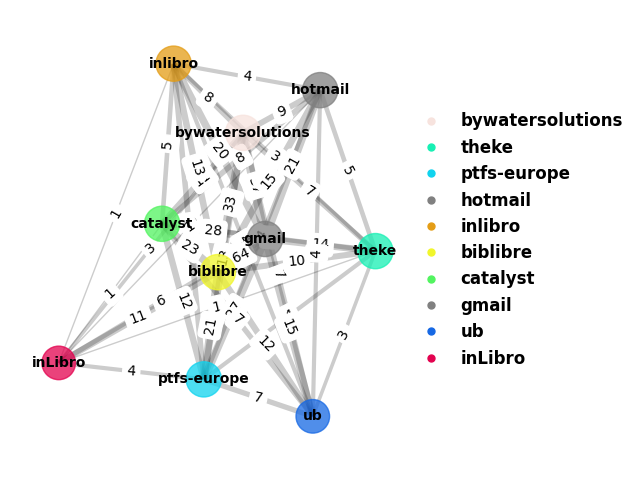 inlibro
4
hotmail
8
9
bywatersolutions
5
20
8
3
13
15
21
5
7
33
1
catalyst
28
gmail
3
23
64
10
4
theke
biblibre
7
1
12
6
1
11
21
7
15
12
3
inLibro
4
ptfs-europe
7
ub
bywatersolutions
theke
ptfs-europe
hotmail
inlibro
biblibre
catalyst
gmail
ub
inLibro